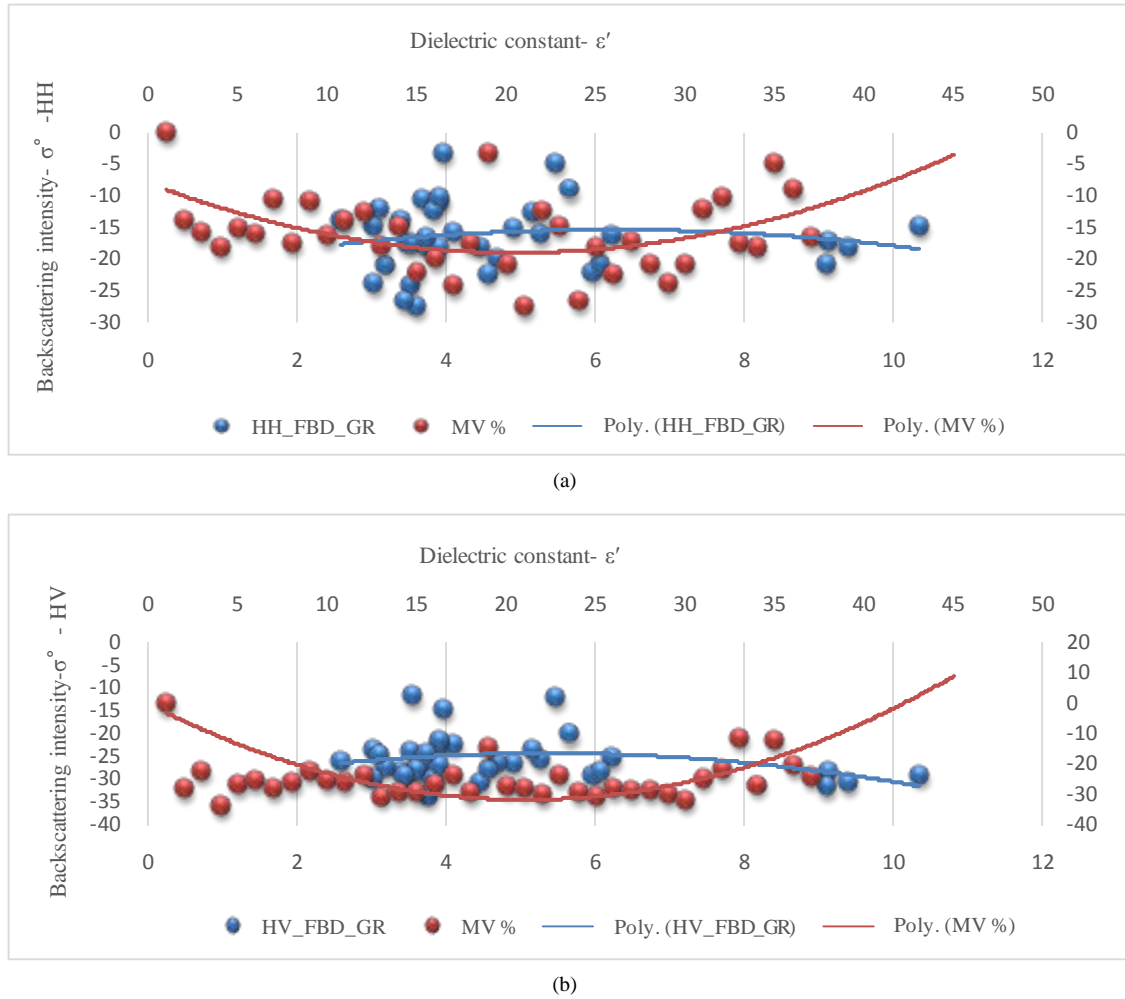 Dielectric constant- ε′
0 5 10 15 20 25 30 35 40 45 50
Backscattering intensity- σ° -HH
0 0
-5 -5
-10 -10
-15 -15
-20 -20
-25 -25
-30 -30
0 2 4 6 8 10 12
HH_FBD_GR MV % Poly. (HH_FBD_GR) Poly. (MV %)
(a)
Dielectric constant- ε′
0 5 10 15 20 25 30 35 40 45 50
Backscattering intensity-σ° - HV
0 20
-5 10
-10 0
-15 -10
-20 -20
-25 -30
-30 -40
-35
-40
0 2 4 6 8 10 12
HV_FBD_GR MV % Poly. (HV_FBD_GR) Poly. (MV %)
(b)